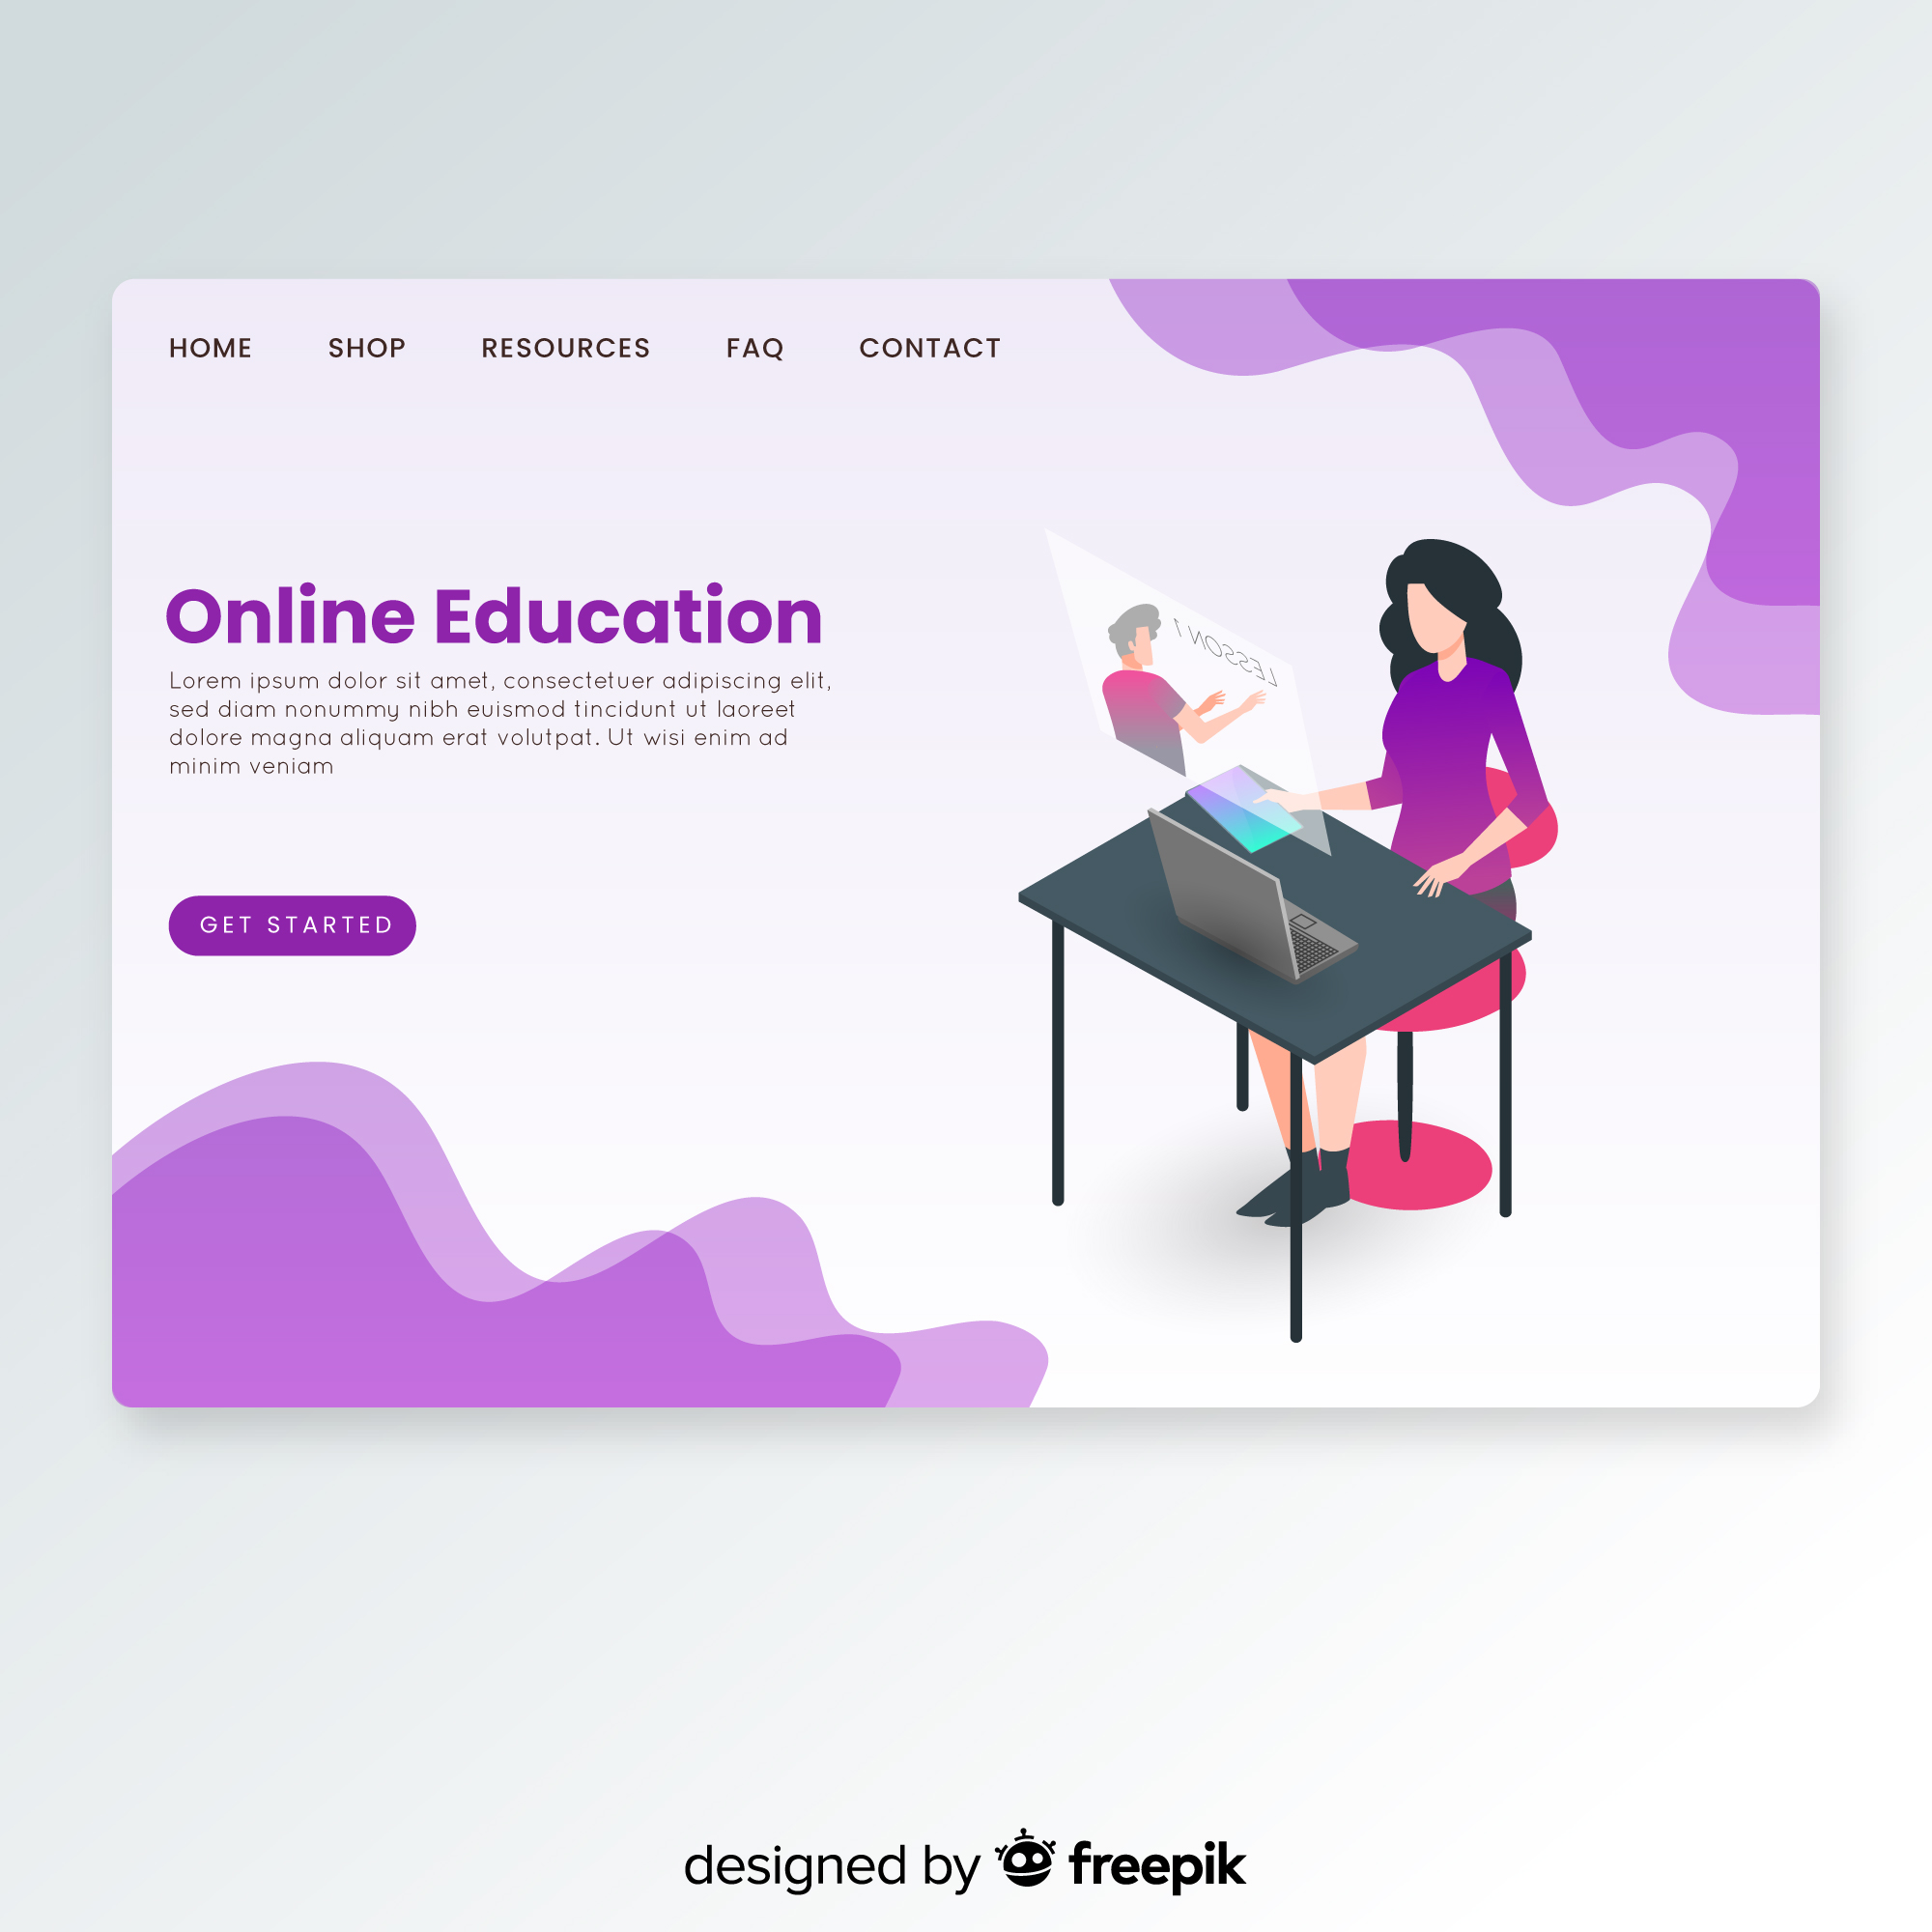 HOME SHOP RESOURCES FAQ CONTACT
Online Education
Lorem ipsum dolor sit amet, consectetuer adipiscing elit,
sed diam nonummy nibh euismod tincidunt ut laoreet
dolore magna aliquam erat volutpat. Ut wisi enim ad
minim veniam
LESSON 1
GET STARTED
designed by freepik